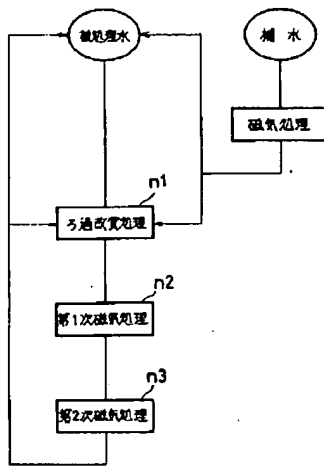 被処理水
補水
磁気処理
n1
ろ過改質処理
n2
第1次磁気処理
n3
第2次磁気処理